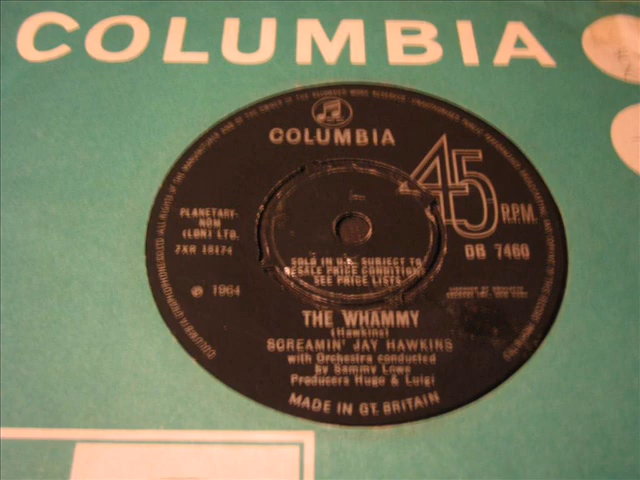 COLUMBIA
COLUMBIA
45
R.P.M.
PLANETARY-
NOM
(LON) LTD.
7XR 18174
DB 7460
SOLD IN U.K. SUBJECT TO
RESALE PRICE CONDITIONS
SEE PRICE LISTS
℗ 1964
THE WHAMMY
(Hawkins)
SCREAMIN' JAY HAWKINS
with Orchestra conducted
by Sammy Lowe
Producers Hugo & Luigi
MADE IN GT. BRITAIN